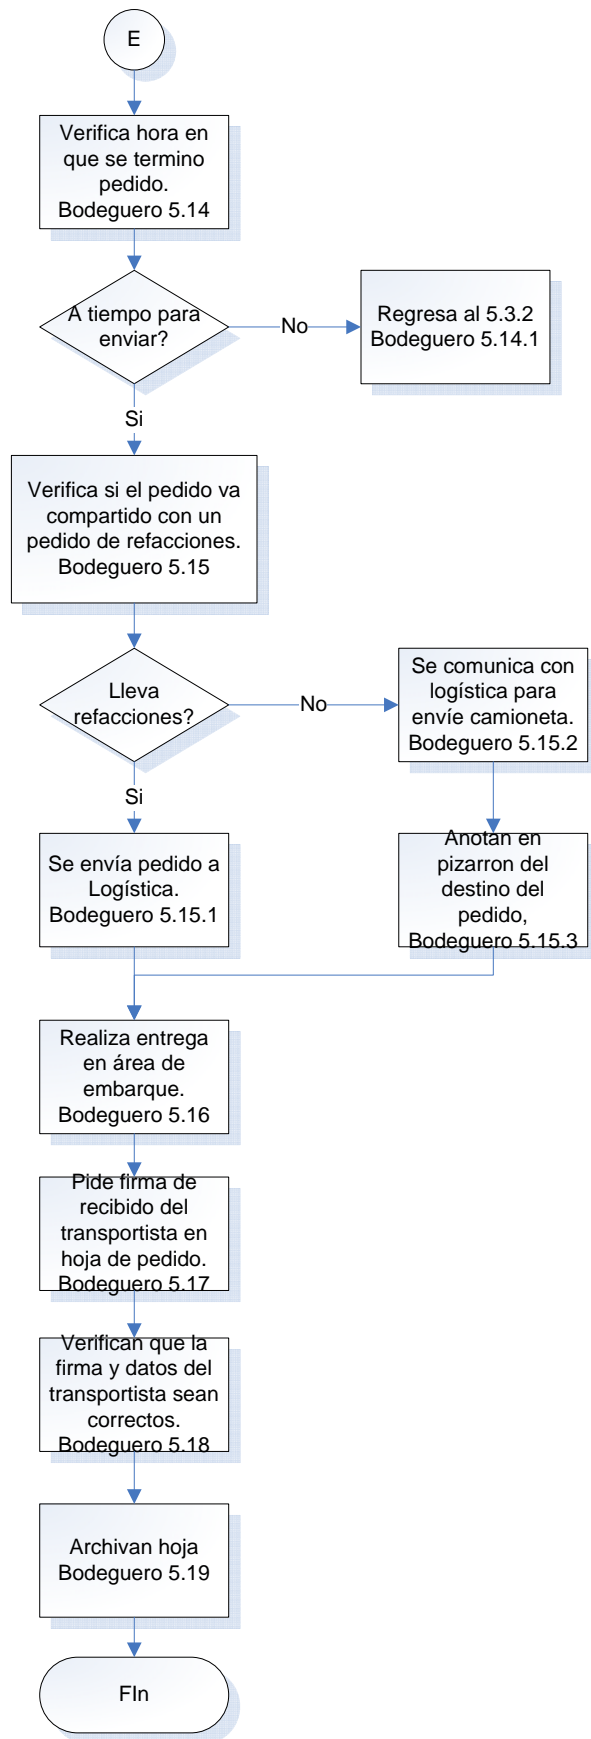 E
Verifica hora en
que se termino
pedido.
Bodeguero 5.14
A tiempo para
enviar?
No
Regresa al 5.3.2
Bodeguero 5.14.1
Si
Verifica si el pedido va
compartido con un
pedido de refacciones.
Bodeguero 5.15
Lleva
refacciones?
No
Se comunica con
logística para
envíe camioneta.
Bodeguero 5.15.2
Si
Se envía pedido a
Logística.
Bodeguero 5.15.1
Anotan en
pizarron del
destino del
pedido,
Bodeguero 5.15.3
Realiza entrega
en área de
embarque.
Bodeguero 5.16
Pide firma de
recibido del
transportista en
hoja de pedido.
Bodeguero 5.17
Verifican que la
firma y datos del
transportista sean
correctos.
Bodeguero 5.18
Archivan hoja
Bodeguero 5.19
FIn